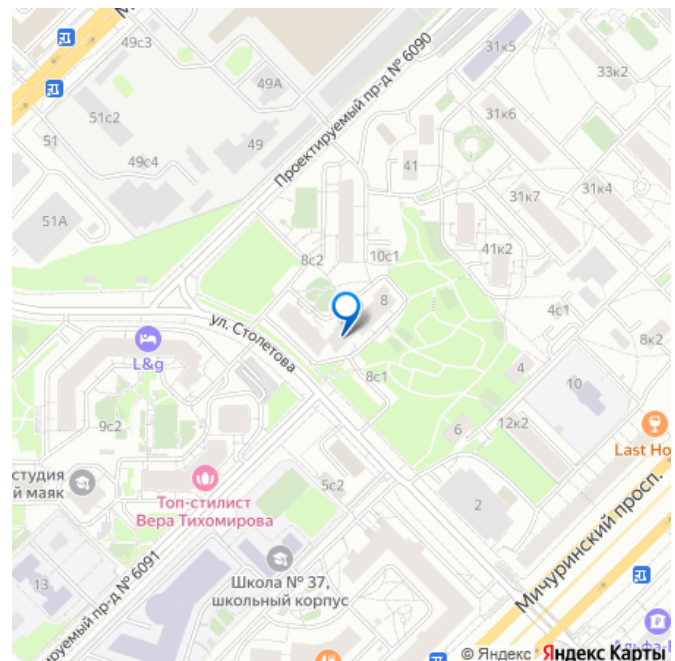 49с3
31к5
49А
33к2
Проектируемый пр-д № 6090
51с2
31к6
51
49
49с4
41
31к7
31к4
51А
41к2
8с2
10с1
8
4с1
ул. Столетова
8к2
L&g
8с1
4
10
9с2
6
12к2
Last Ho
студия
й маяк
5с2
2
Топ-стилист
Вера Тихомирова
Мичуринский просп.
Школа № 37,
школьный корпус
13
ируемый пр-д № 6091
© Яндекс Яндекс Карты